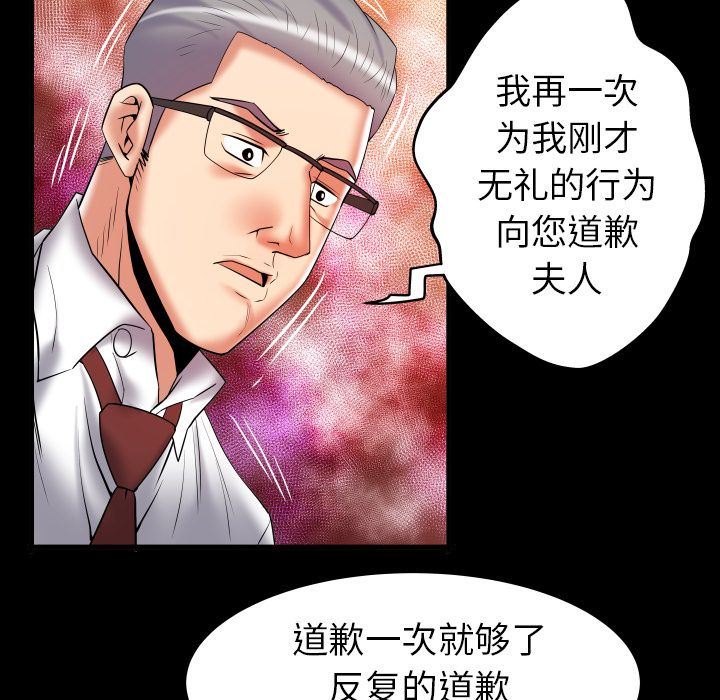 我再一次
为我刚才
无礼的行为
向您道歉
夫人
道歉一次就够了
反复的道歉